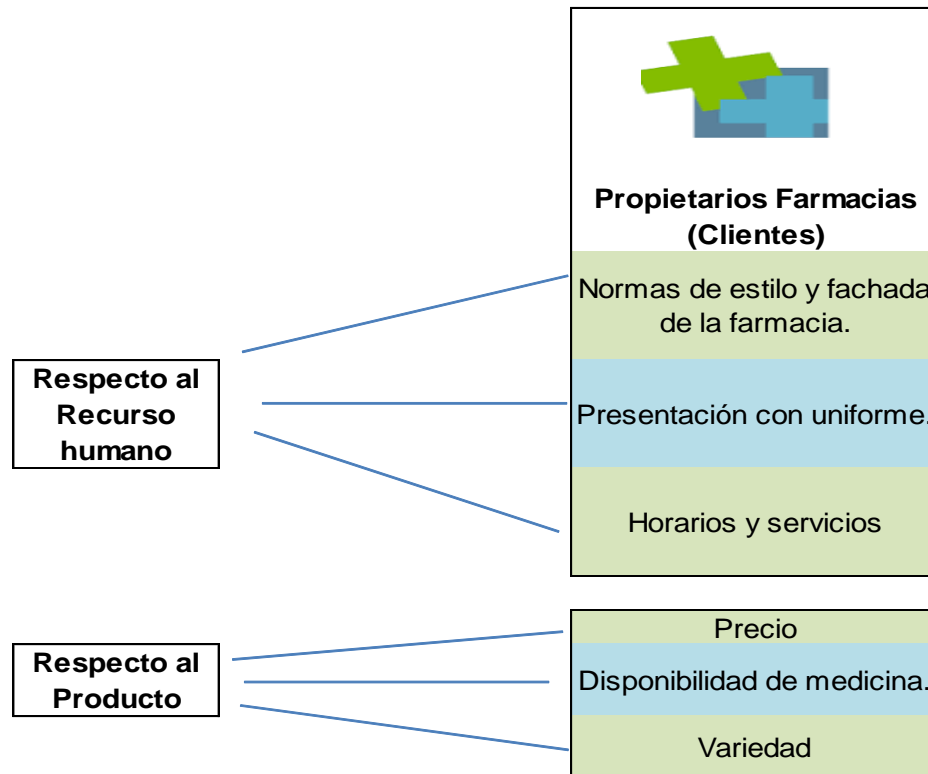 Propietarios Farmacias
(Clientes)
Normas de estilo y fachada
de la farmacia.
Respecto al
Recurso
humano
Presentación con uniforme.
Horarios y servicios
Precio
Respecto al
Producto
Disponibilidad de medicina.
Variedad